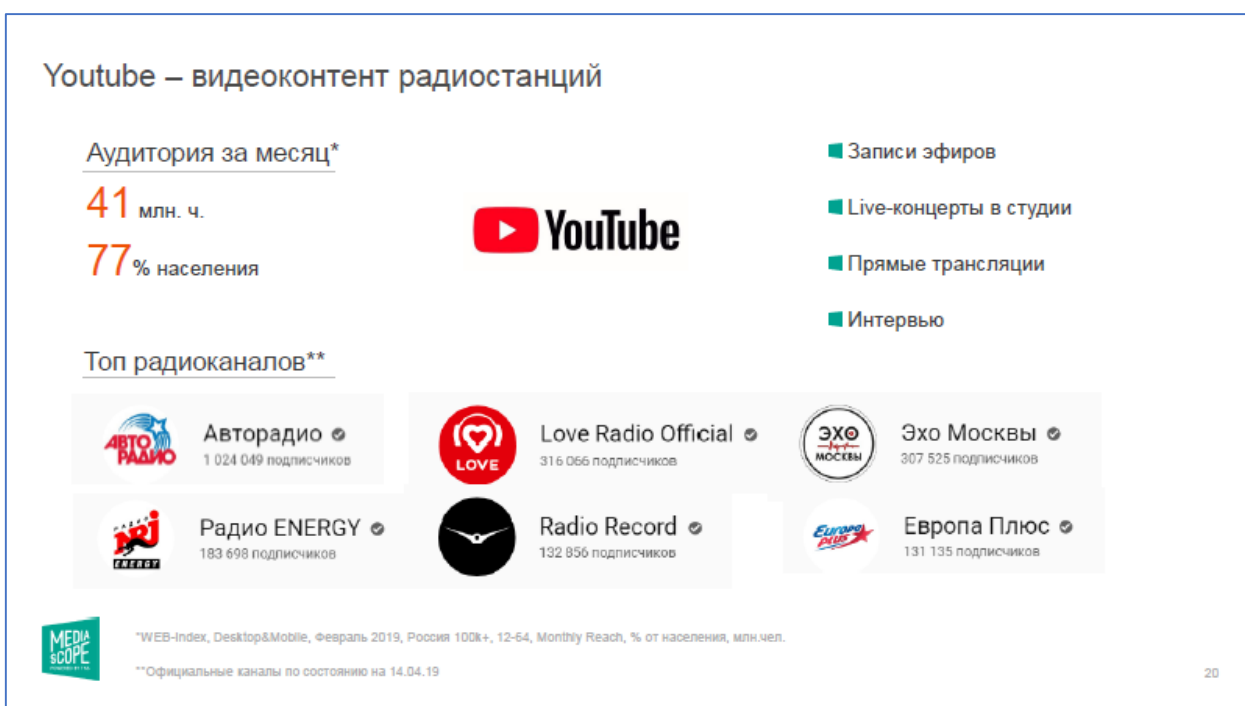 Youtube – видеоконтент радиостанций
Аудитория за месяц*
41 млн. ч.
77% населения
YouTube
Записи эфиров
Live-концерты в студии
Прямые трансляции
Интервью
Топ радиоканалов**
АВТО
РАДИО
Авторадио
1 024 049 подписчиков
LOVE
Love Radio Official
316 066 подписчиков
ЭХО
МОСКВЫ
Эхо Москвы
307 525 подписчиков
NRJ
ENERGY
Радио ENERGY
183 698 подписчиков
Radio Record
132 856 подписчиков
Europa
PLUS
Европа Плюс
131 135 подписчиков
MEDIA
SCOPE
*WEB-Index, Desktop&Mobile, Февраль 2019, Россия 100k+, 12-64, Monthly Reach, % от населения, млн.чел.
**Официальные каналы по состоянию на 14.04.19
20